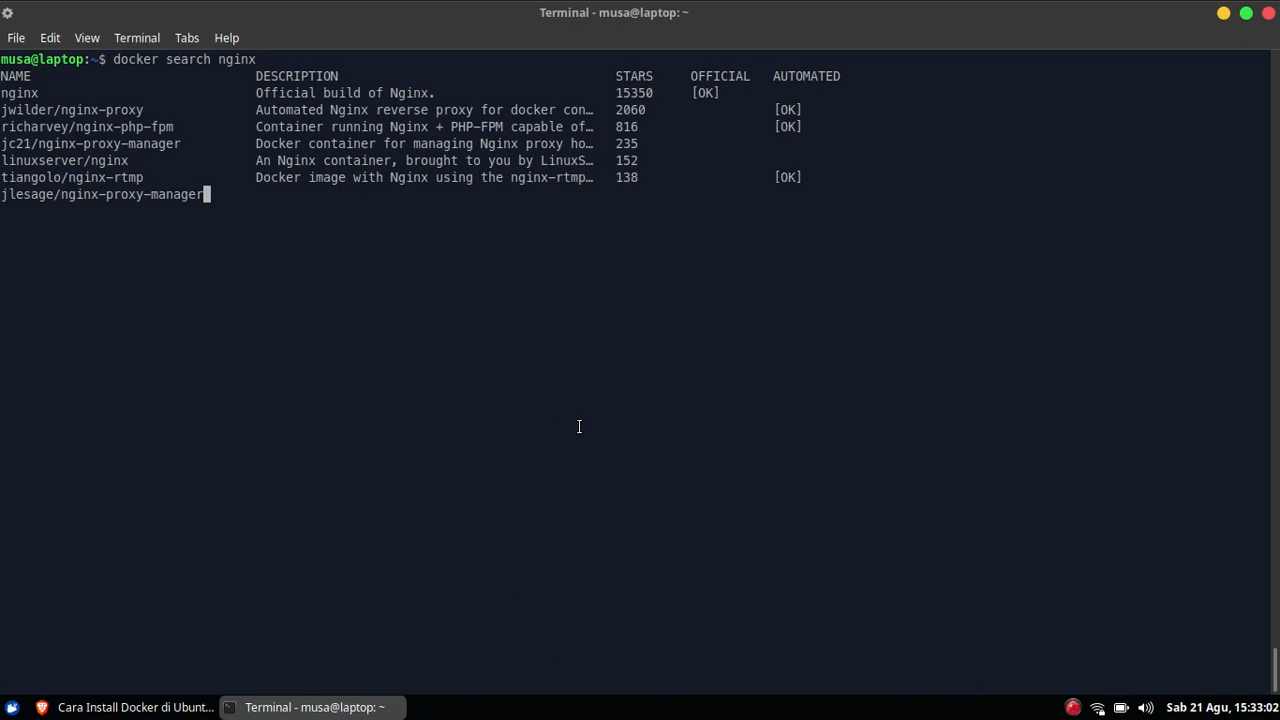 Terminal - musa@laptop: ~
File Edit View Terminal Tabs Help
musa@laptop:~$ docker search nginx
NAME DESCRIPTION STARS OFFICIAL AUTOMATED
nginx Official build of Nginx. 15350 [OK]
jwilder/nginx-proxy Automated Nginx reverse proxy for docker con… 2060 [OK]
richarvey/nginx-php-fpm Container running Nginx + PHP-FPM capable of… 816 [OK]
jc21/nginx-proxy-manager Docker container for managing Nginx proxy ho… 235
linuxserver/nginx An Nginx container, brought to you by LinuxS… 152
tiangolo/nginx-rtmp Docker image with Nginx using the nginx-rtmp… 138 [OK]
jlesage/nginx-proxy-manager
Cara Install Docker di Ubunt... Terminal - musa@laptop: ~ Sab 21 Agu, 15:33:02